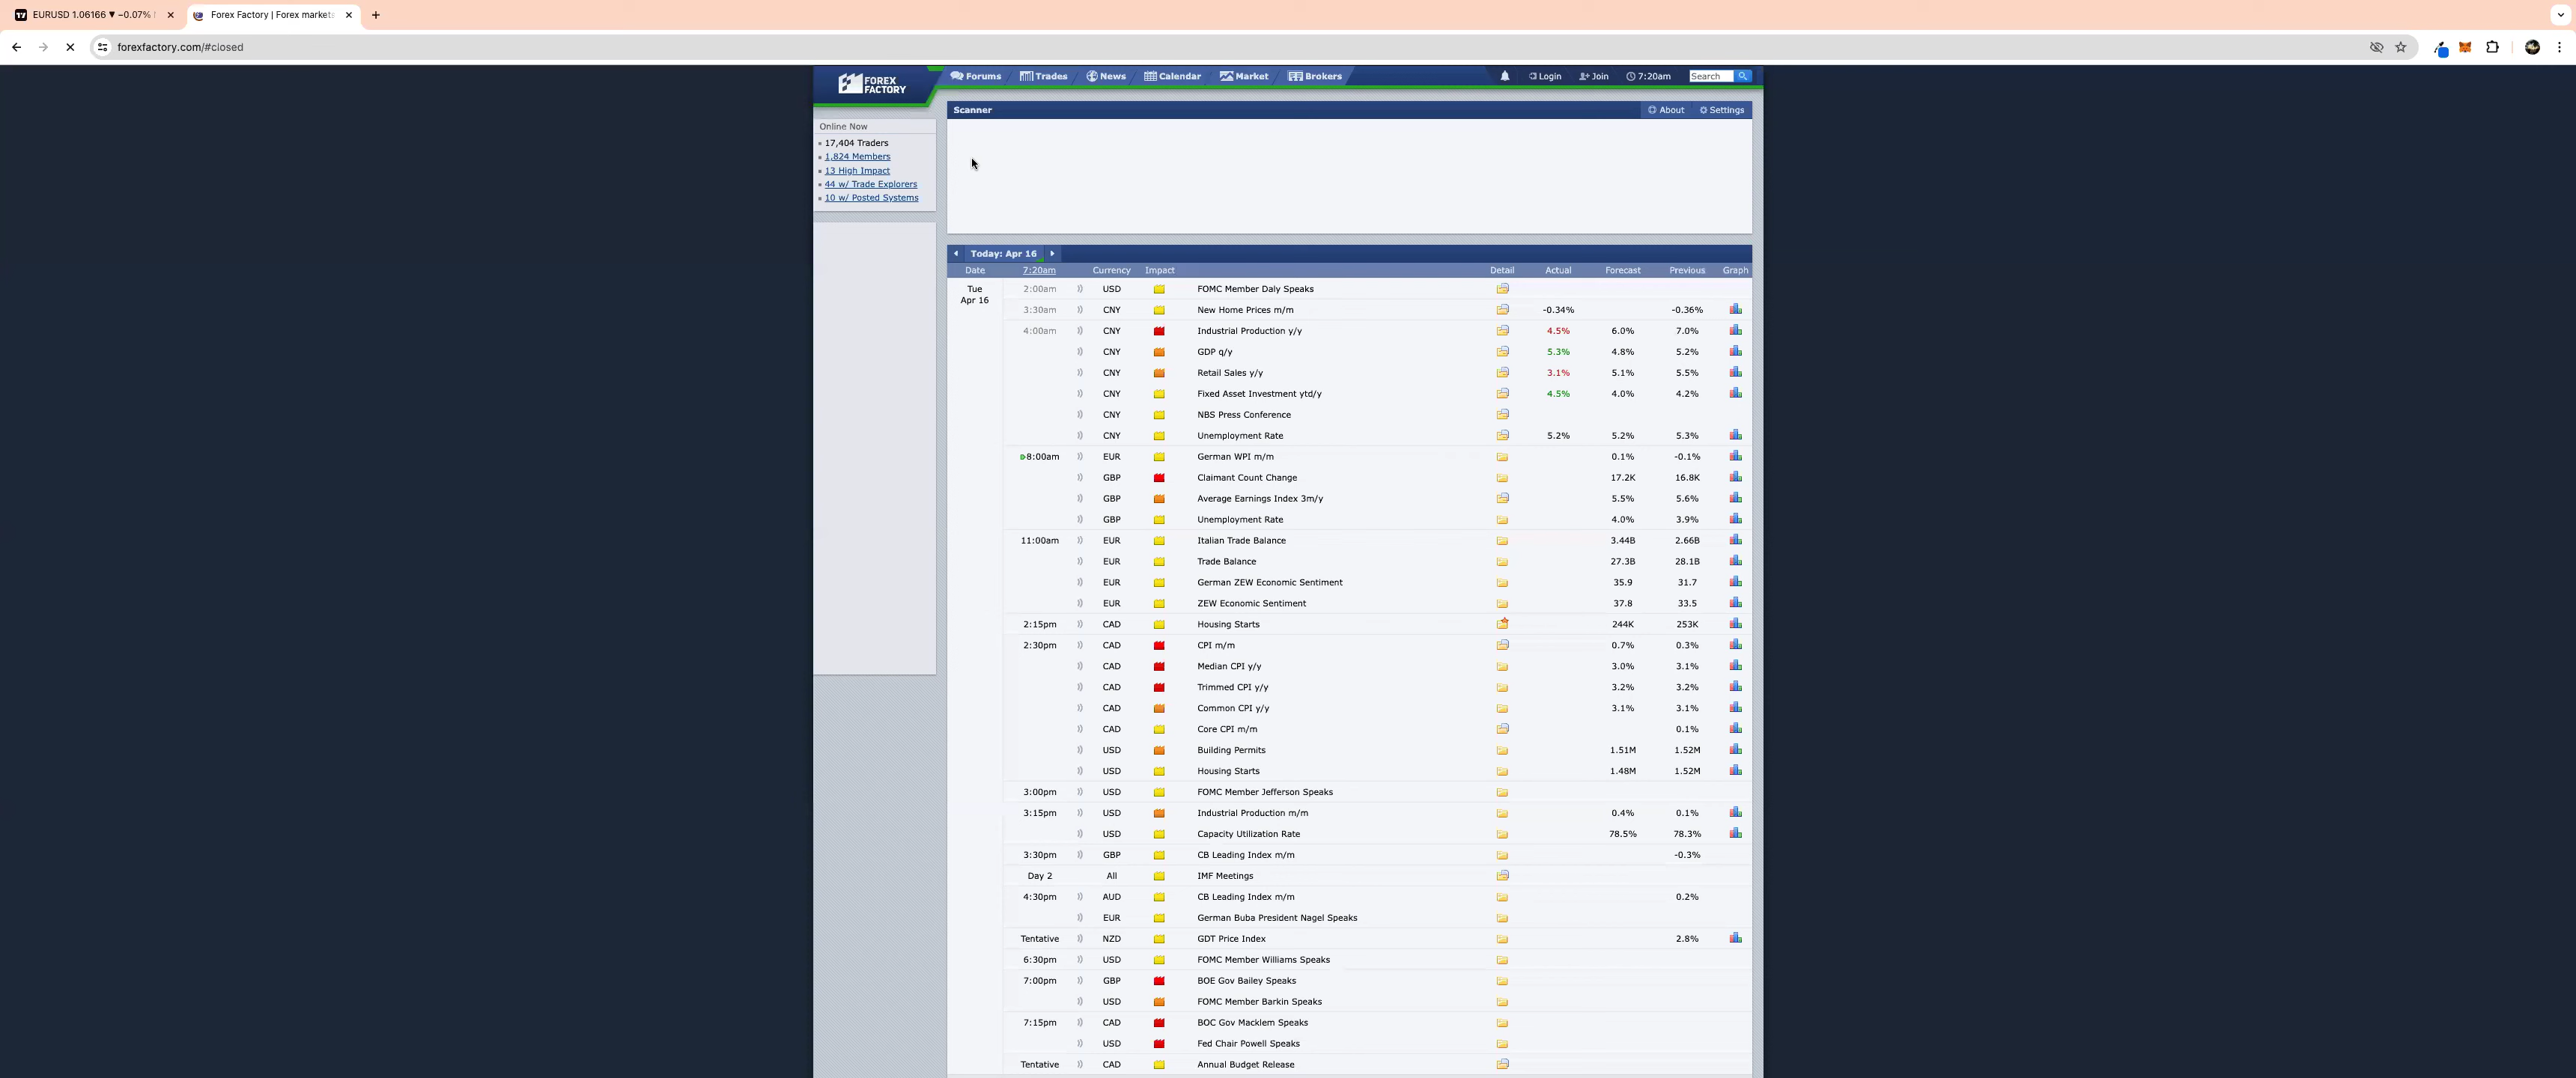 EURUSD 1.06166 ▼ −0.07%
Forex Factory | Forex market
forexfactory.com/#closed
FOREX FACTORY
Forums Trades News Calendar Market Brokers Login Join 7:20am Search
Scanner About Settings
Online Now
17,404 Traders
1,824 Members
13 High Impact
44 w/ Trade Explorers
10 w/ Posted Systems
Today: Apr 16
Date 7:20am Currency Impact Detail Actual Forecast Previous Graph
Tue Apr 16 2:00am USD FOMC Member Daly Speaks
3:30am CNY New Home Prices m/m -0.34% -0.36%
4:00am CNY Industrial Production y/y 4.5% 6.0% 7.0%
CNY GDP q/y 5.3% 4.8% 5.2%
CNY Retail Sales y/y 3.1% 5.1% 5.5%
CNY Fixed Asset Investment ytd/y 4.5% 4.0% 4.2%
CNY NBS Press Conference
CNY Unemployment Rate 5.2% 5.2% 5.3%
8:00am EUR German WPI m/m 0.1% -0.1%
GBP Claimant Count Change 17.2K 16.8K
GBP Average Earnings Index 3m/y 5.5% 5.6%
GBP Unemployment Rate 4.0% 3.9%
11:00am EUR Italian Trade Balance 3.44B 2.66B
EUR Trade Balance 27.3B 28.1B
EUR German ZEW Economic Sentiment 35.9 31.7
EUR ZEW Economic Sentiment 37.8 33.5
2:15pm CAD Housing Starts 244K 253K
2:30pm CAD CPI m/m 0.7% 0.3%
CAD Median CPI y/y 3.0% 3.1%
CAD Trimmed CPI y/y 3.2% 3.2%
CAD Common CPI y/y 3.1% 3.1%
CAD Core CPI m/m 0.1%
USD Building Permits 1.51M 1.52M
USD Housing Starts 1.48M 1.52M
3:00pm USD FOMC Member Jefferson Speaks
3:15pm USD Industrial Production m/m 0.4% 0.1%
USD Capacity Utilization Rate 78.5% 78.3%
3:30pm GBP CB Leading Index m/m -0.3%
Day 2 All IMF Meetings
4:30pm AUD CB Leading Index m/m 0.2%
EUR German Buba President Nagel Speaks
Tentative NZD GDT Price Index 2.8%
6:30pm USD FOMC Member Williams Speaks
7:00pm GBP BOE Gov Bailey Speaks
USD FOMC Member Barkin Speaks
7:15pm CAD BOC Gov Macklem Speaks
USD Fed Chair Powell Speaks
Tentative CAD Annual Budget Release